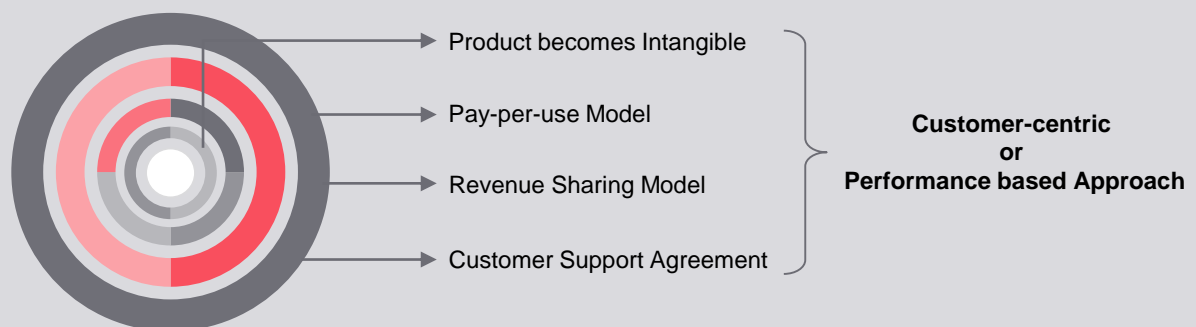 Product becomes Intangible
Pay-per-use Model
Revenue Sharing Model
Customer Support Agreement
Customer-centric
or
Performance based Approach